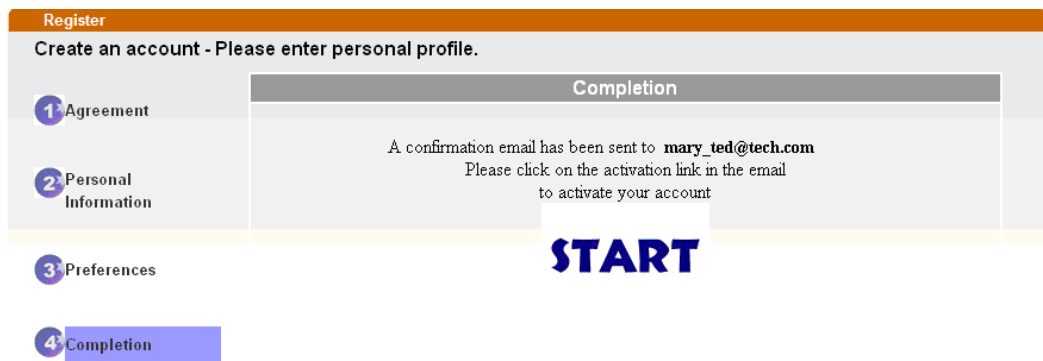 Register
Create an account - Please enter personal profile.
1 Agreement
2 Personal
Information
3 Preferences
4 Completion
Completion
A confirmation email has been sent to mary_ted@tech.com
Please click on the activation link in the email
to activate your account
START